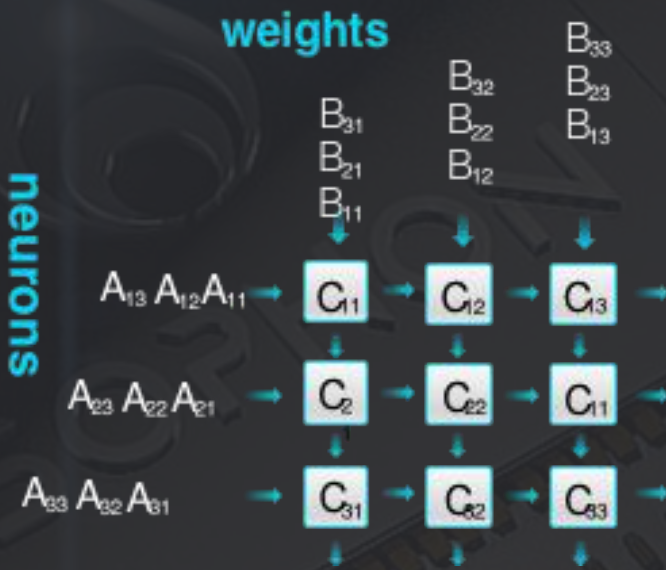 weights
B₃₃
B₃₂
B₂₃
B₃₁
B₂₂
B₁₃
B₂₁
B₁₂
B₁₁
neurons
A₁₃ A₁₂ A₁₁ C₁₁ C₁₂ C₁₃
A₂₃ A₂₂ A₂₁ C₂ C₂₂ C₁₁
A₃₃ A₃₂ A₃₁ C₃₁ C₃₂ C₃₃